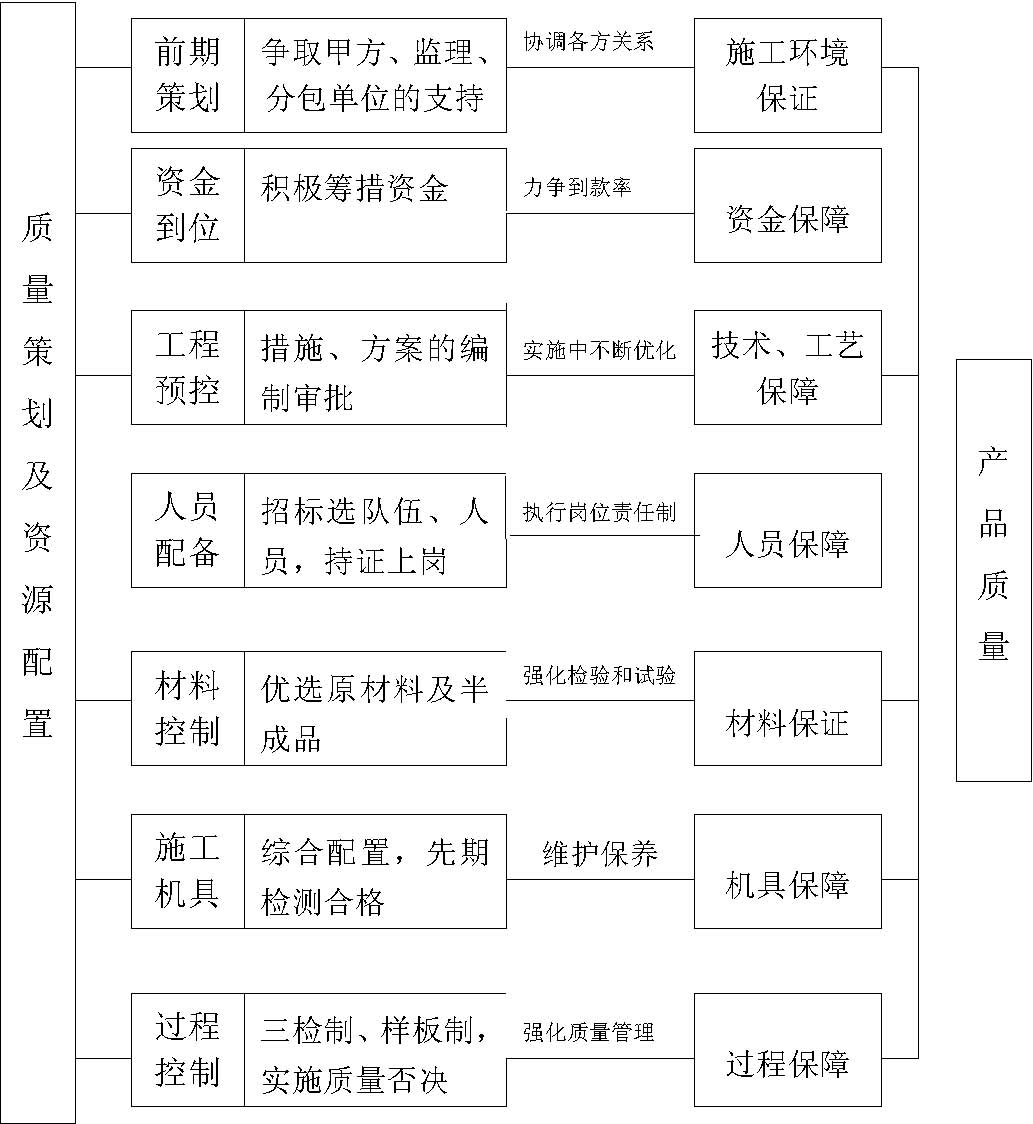 质量策划及资源配置
前期
策划
争取甲方、监理、
分包单位的支持
协调各方关系
施工环境
保证
资金
到位
积极筹措资金
力争到款率
资金保障
工程
预控
措施、方案的编
制审批
实施中不断优化
技术、工艺
保障
人员
配备
招标选队伍、人
员，持证上岗
执行岗位责任制
人员保障
材料
控制
优选原材料及半
成品
强化检验和试验
材料保证
施工
机具
综合配置，先期
检测合格
维护保养
机具保障
过程
控制
三检制、样板制，
实施质量否决
强化质量管理
过程保障
产品质量